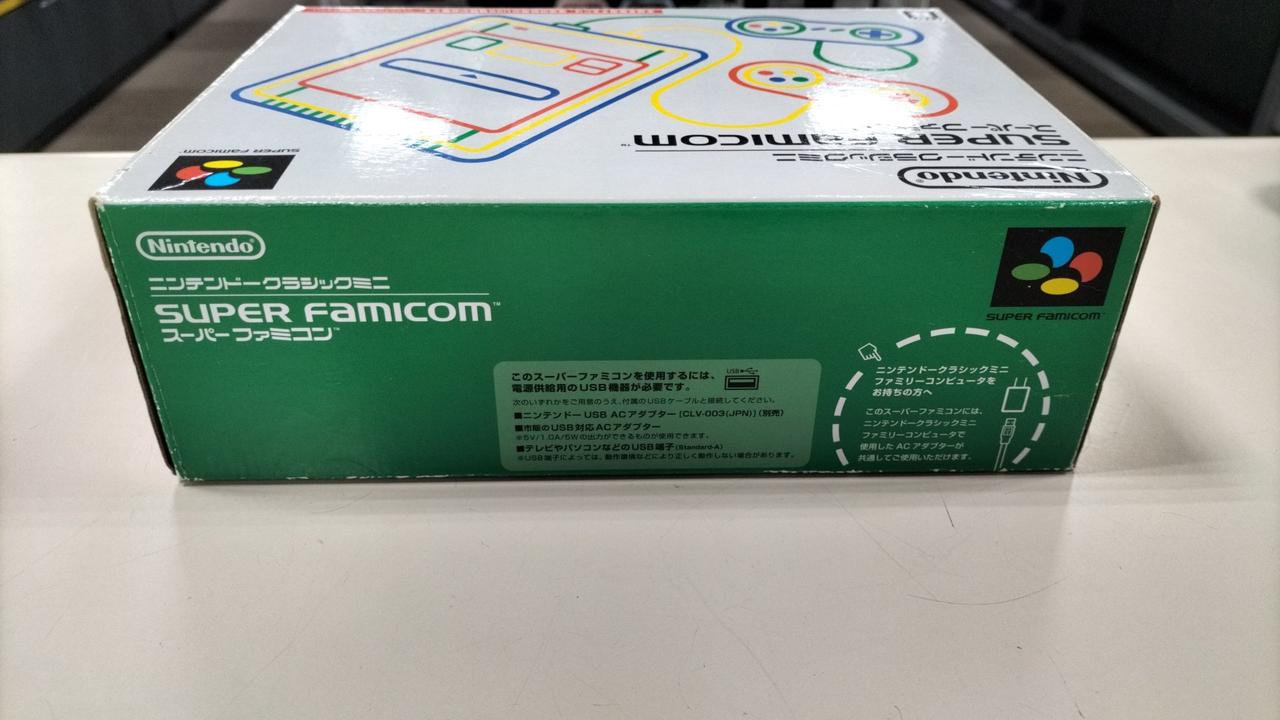 SUPER FAMICOM
Nintendo
ニンテンドークラシックミニ
SUPER FAMICOM™
スーパーファミコン
Nintendo®
ニンテンドークラシックミニ
SUPER FAMICOM™
スーパーファミコン™
SUPER FAMICOM™
このスーパーファミコンを使用するには、
電源供給用のUSB機器が必要です。
USB
次のいずれかをご用意のうえ、付属のUSBケーブルと接続してください。
■ニンテンドー USB ACアダプター [CLV-003(JPN)] (別売)
■市販のUSB対応ACアダプター
※5V/1.0A/5Wの出力ができるものが使用できます。
■テレビやパソコンなどのUSB端子(Standard-A)
※USB端子によっては、動作環境などにより正しく動作しない場合があります。
ニンテンドークラシックミニ
ファミリーコンピュータを
お持ちの方へ
このスーパーファミコンには、
ニンテンドークラシックミニ
ファミリーコンピュータで
使用した ACアダプターが
共通してご使用いただけます。